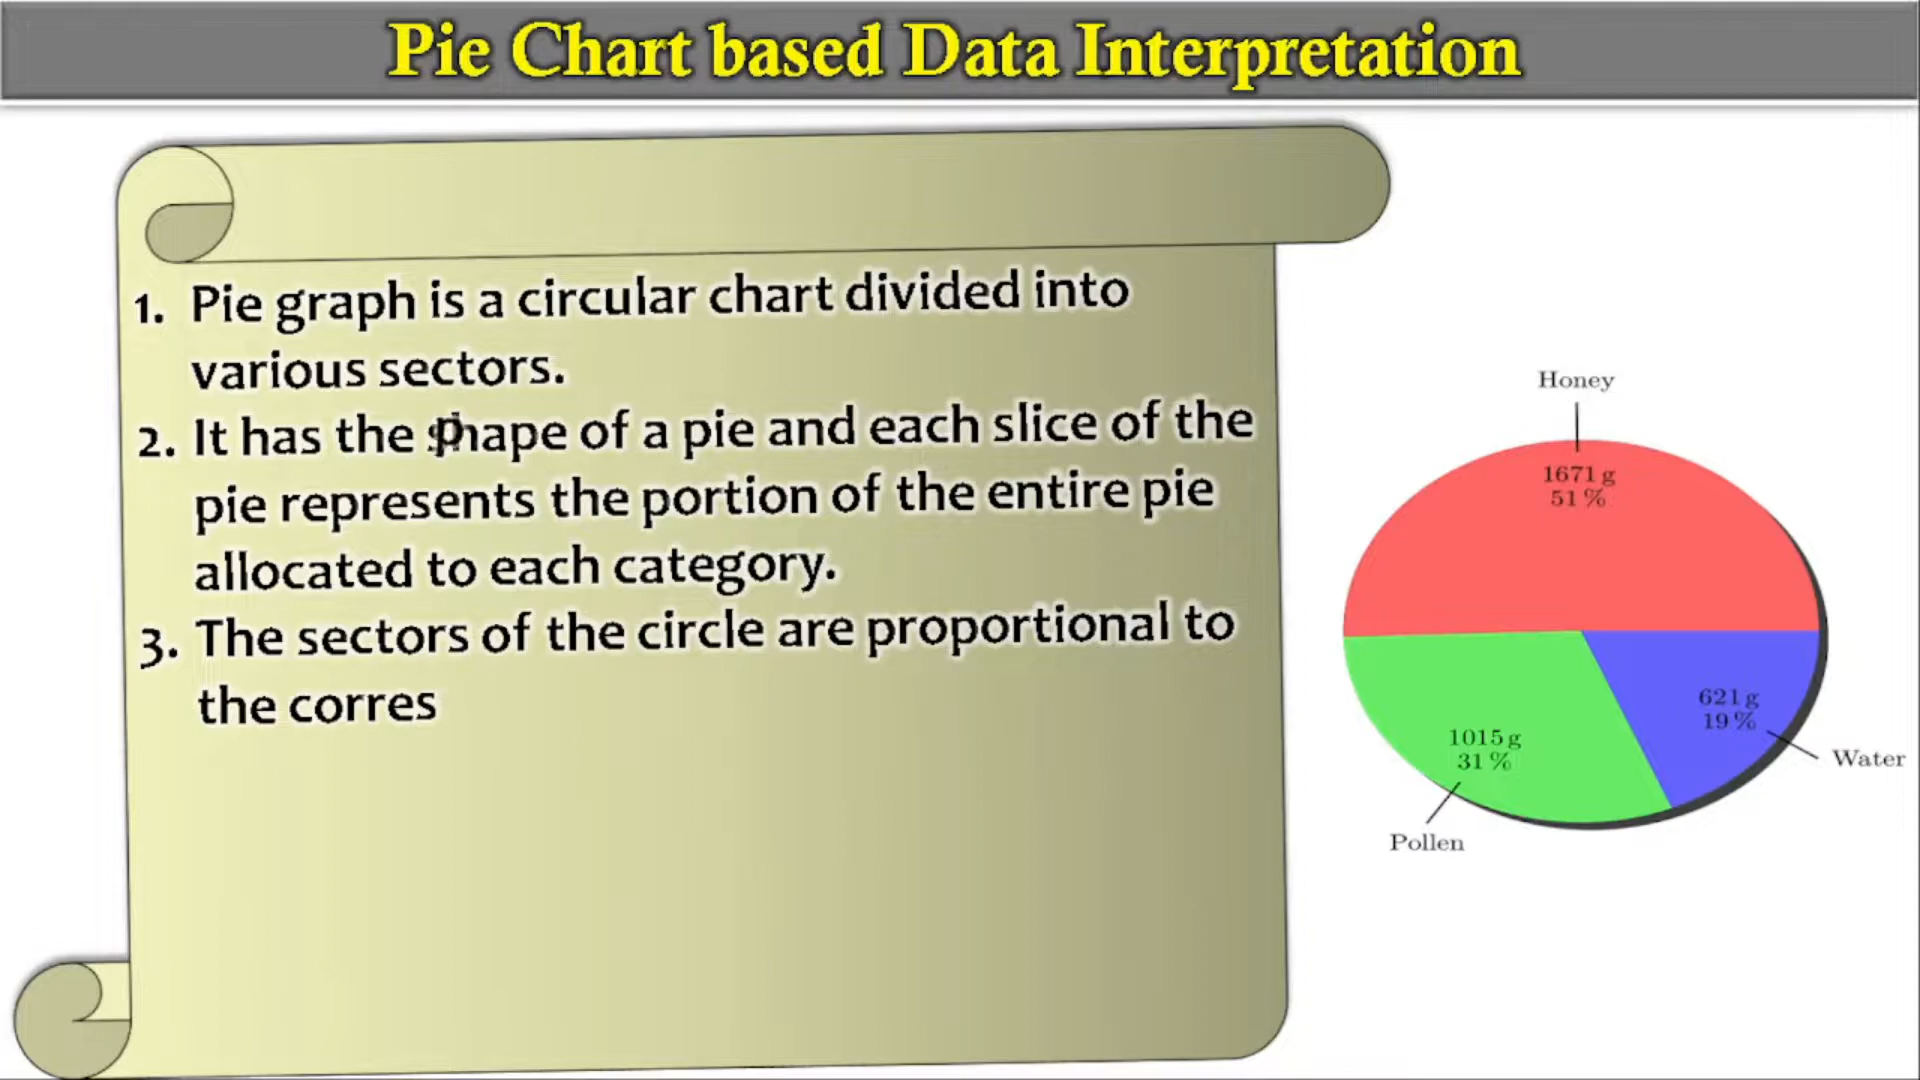 Pie Chart based Data Interpretation
1. Pie graph is a circular chart divided into
various sectors.
2. It has the shape of a pie and each slice of the
pie represents the portion of the entire pie
allocated to each category.
3. The sectors of the circle are proportional to
the corres
Honey
1671 g
51 %
621 g
19 %
Water
1015 g
31 %
Pollen